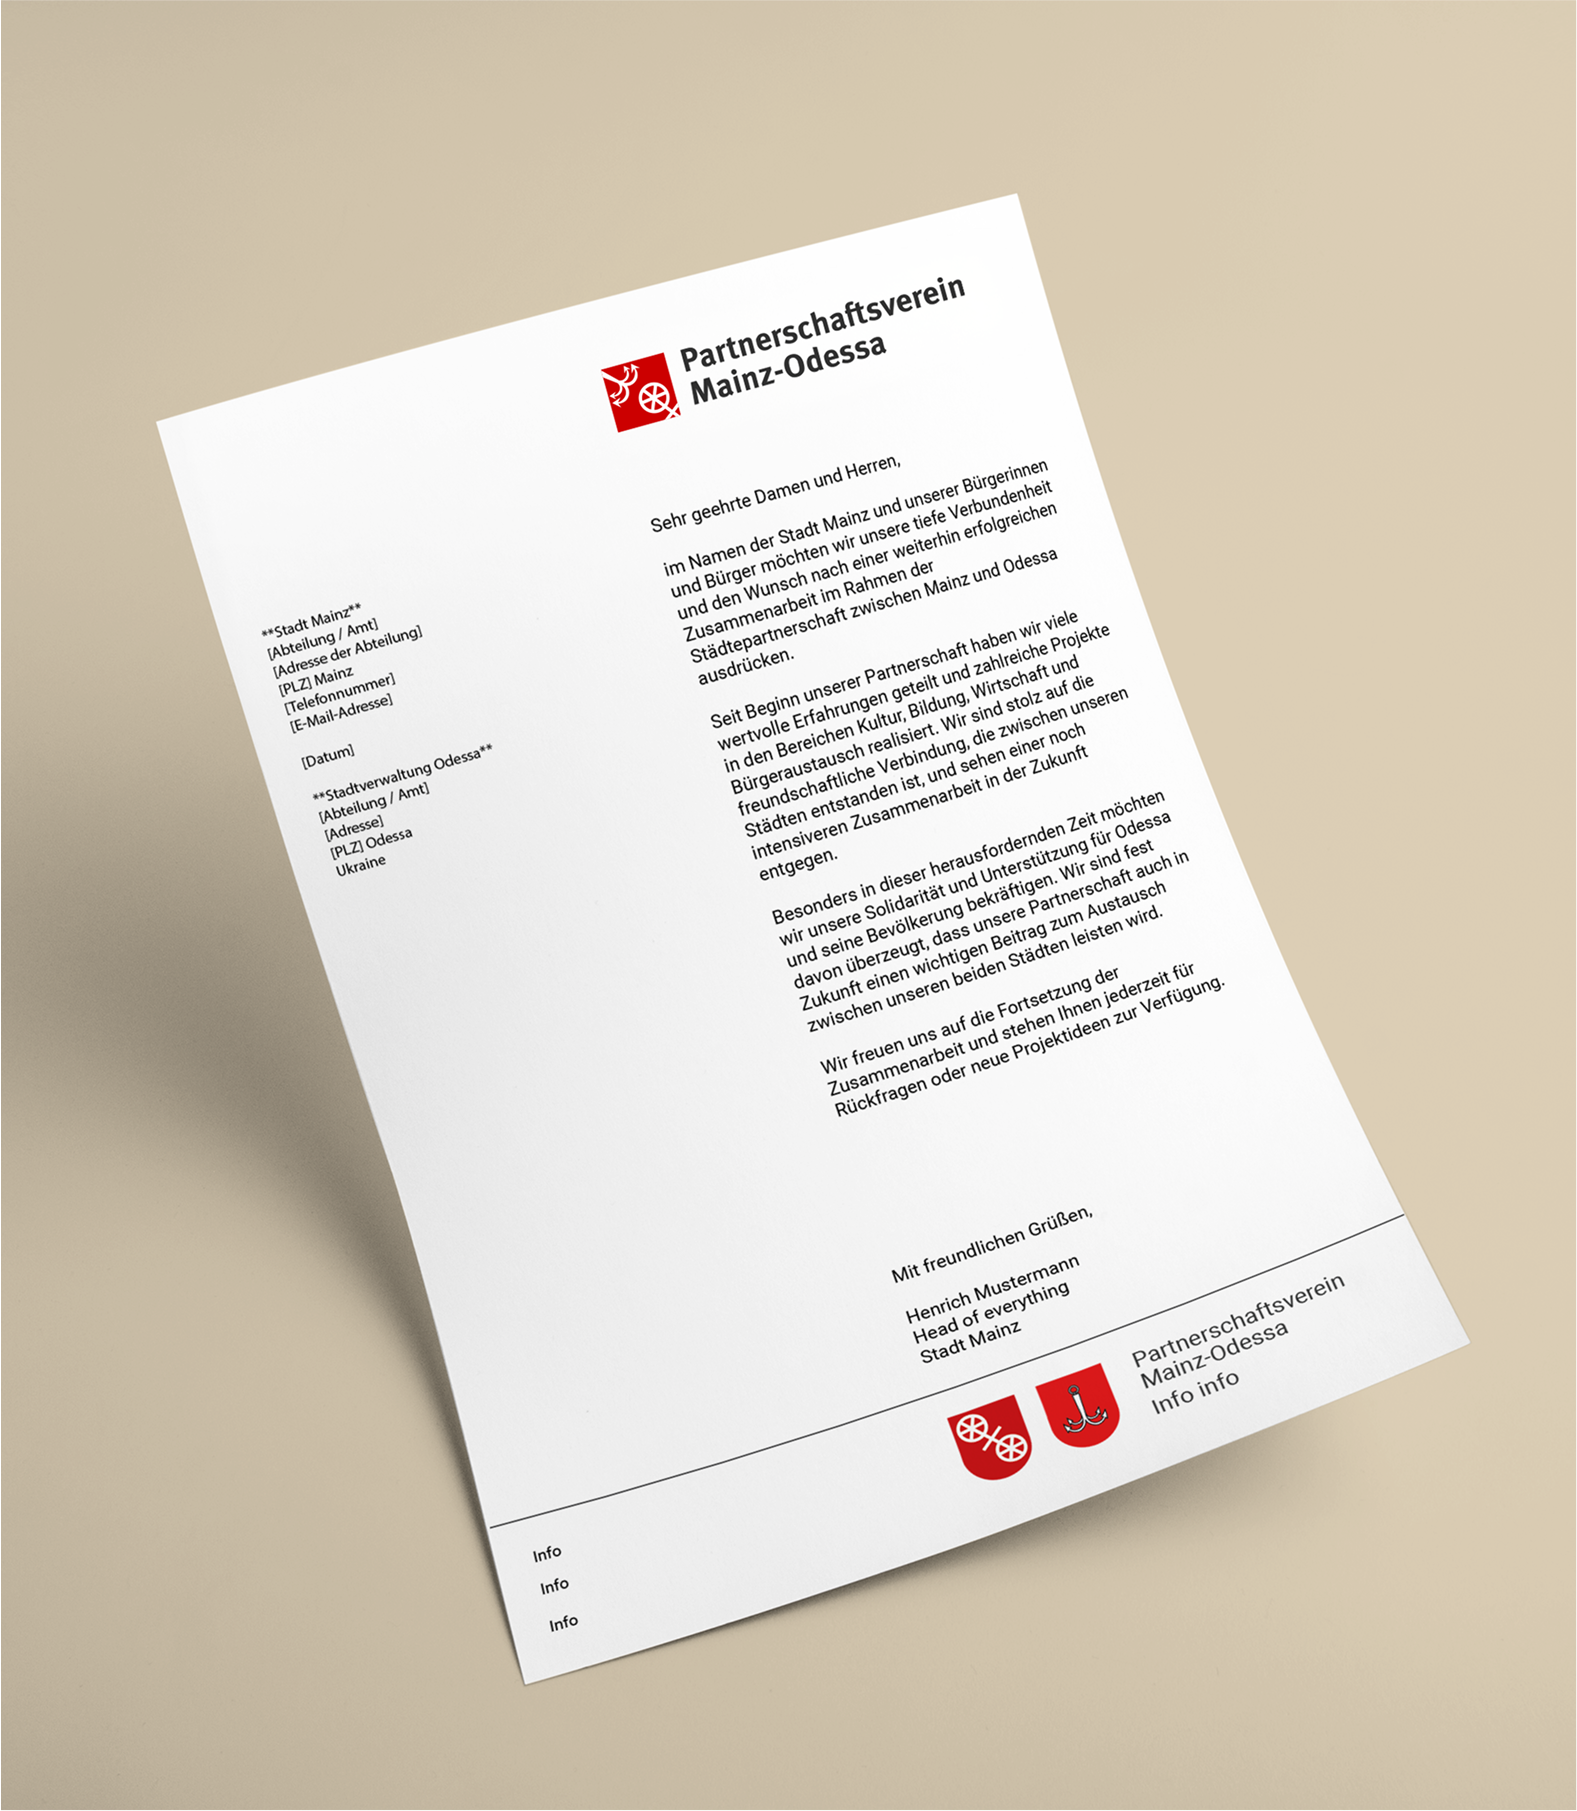 Partnerschaftsverein
Mainz-Odessa
**Stadt Mainz**
[Abteilung / Amt]
[Adresse der Abteilung]
[PLZ] Mainz
[Telefonnummer]
[E-Mail-Adresse]
[Datum]
**Stadtverwaltung Odessa**
[Abteilung / Amt]
[Adresse]
[PLZ] Odessa
Ukraine
Sehr geehrte Damen und Herren,
im Namen der Stadt Mainz und unserer Bürgerinnen
und Bürger möchten wir unsere tiefe Verbundenheit
und den Wunsch nach einer weiterhin erfolgreichen
Zusammenarbeit im Rahmen der
Städtepartnerschaft zwischen Mainz und Odessa
ausdrücken.
Seit Beginn unserer Partnerschaft haben wir viele
wertvolle Erfahrungen geteilt und zahlreiche Projekte
in den Bereichen Kultur, Bildung, Wirtschaft und
Bürgeraustausch realisiert. Wir sind stolz auf die
freundschaftliche Verbindung, die zwischen unseren
Städten entstanden ist, und sehen einer noch
intensiveren Zusammenarbeit in der Zukunft
entgegen.
Besonders in dieser herausfordernden Zeit möchten
wir unsere Solidarität und Unterstützung für Odessa
und seine Bevölkerung bekräftigen. Wir sind fest
davon überzeugt, dass unsere Partnerschaft auch in
Zukunft einen wichtigen Beitrag zum Austausch
zwischen unseren beiden Städten leisten wird.
Wir freuen uns auf die Fortsetzung der
Zusammenarbeit und stehen Ihnen jederzeit für
Rückfragen oder neue Projektideen zur Verfügung.
Mit freundlichen Grüßen,
Henrich Mustermann
Head of everything
Stadt Mainz
Partnerschaftsverein
Mainz-Odessa
Info info
Info
Info
Info